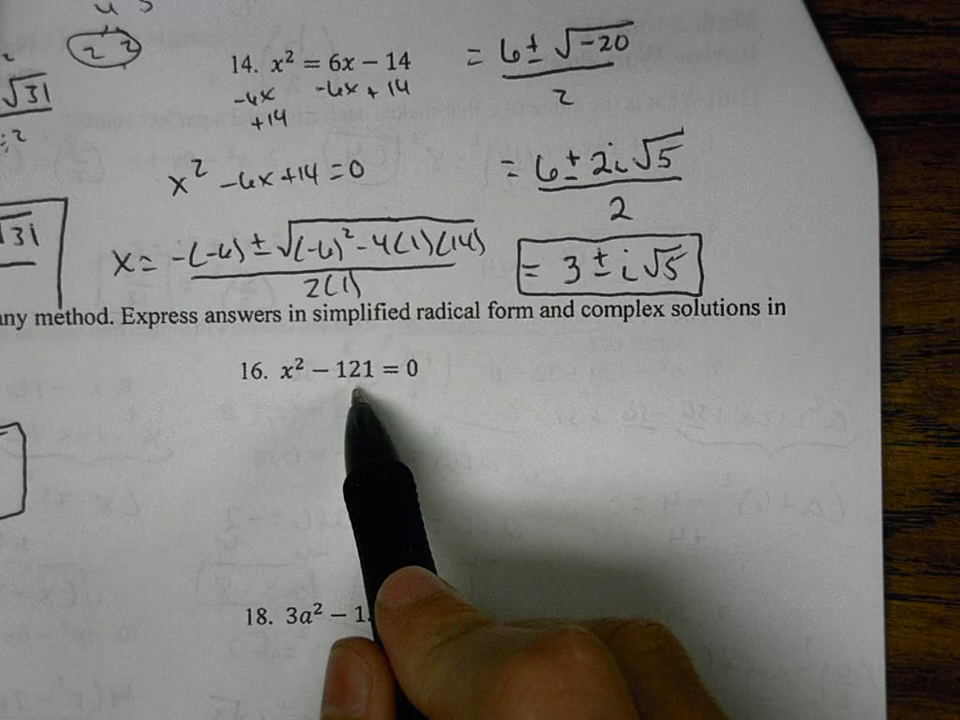 √31
14. x² = 6x − 14
-6x -6x + 14
+14
x² -6x +14 = 0
x = -(-6) ± √(-6)² - 4(1)(14)
2(1)
= 6 ± √-20
2
= 6 ± 2i√5
2
= 3 ± i√5
√31
any method. Express answers in simplified radical form and complex solutions in
16. x² − 121 = 0
18. 3a² − 1